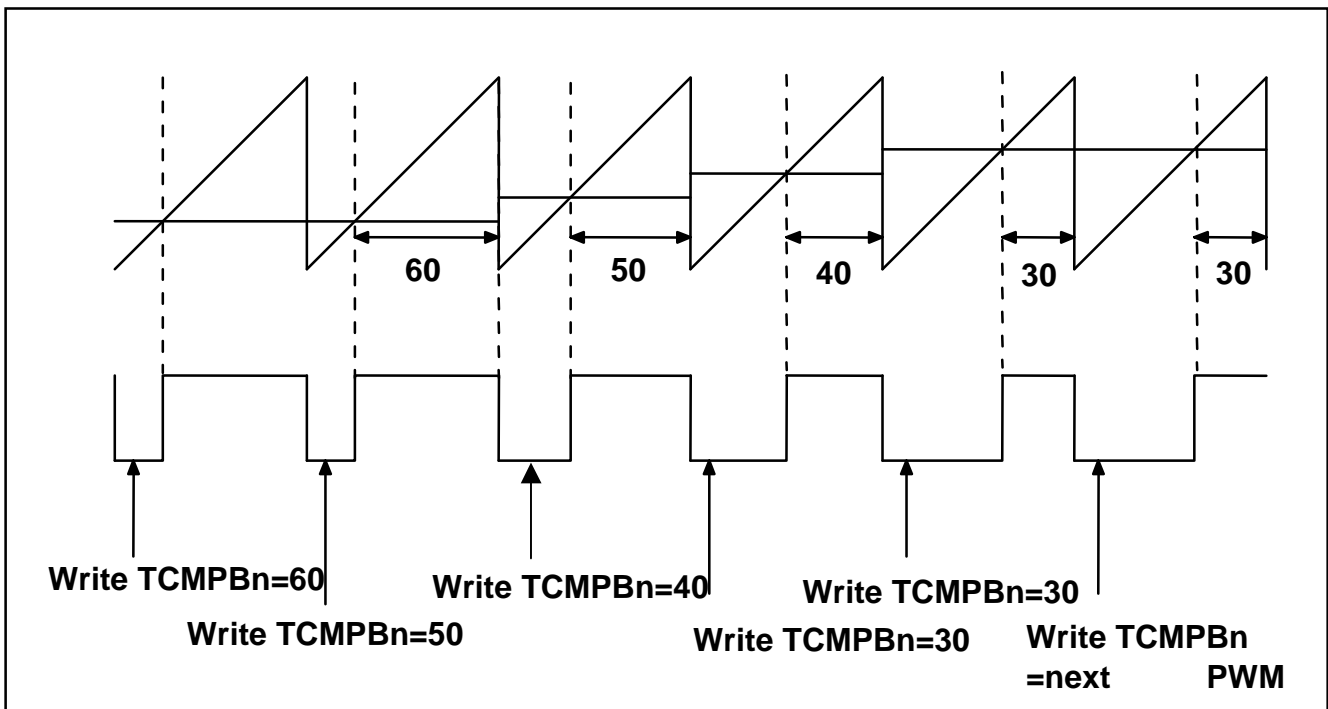 60
50
40
30
30
Write TCMPBn=60
Write TCMPBn=50
Write TCMPBn=40
Write TCMPBn=30
Write TCMPBn=30
Write TCMPBn
=next PWM